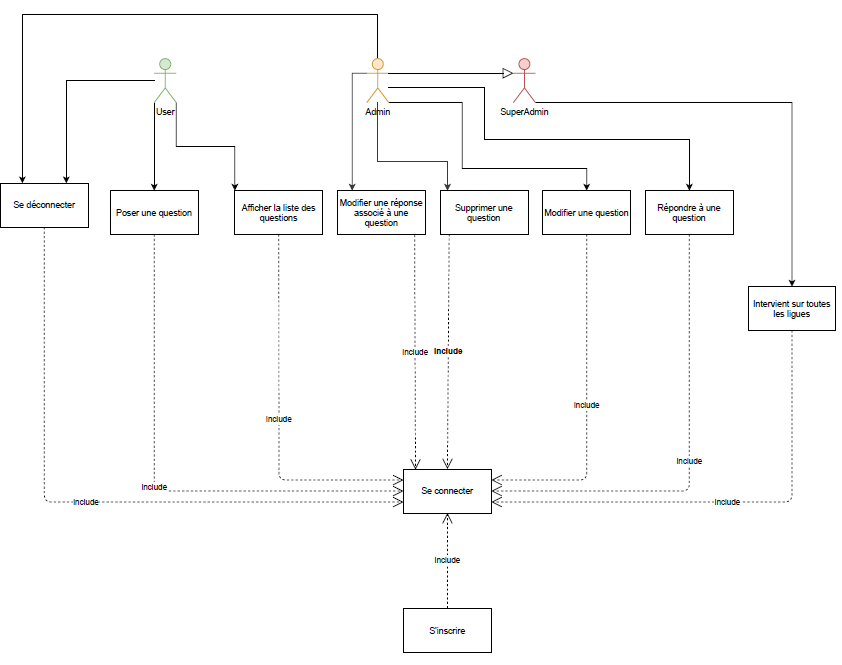 User
Admin
SuperAdmin
Se déconnecter
Poser une question
Afficher la liste des
questions
Modifier une réponse
associé à une
question
Supprimer une
question
Modifier une question
Répondre à une
question
Intervient sur toutes
les ligues
Include
Include
Include
Include
Include
Include
Include
Include
Se connecter
Include
S'inscrire